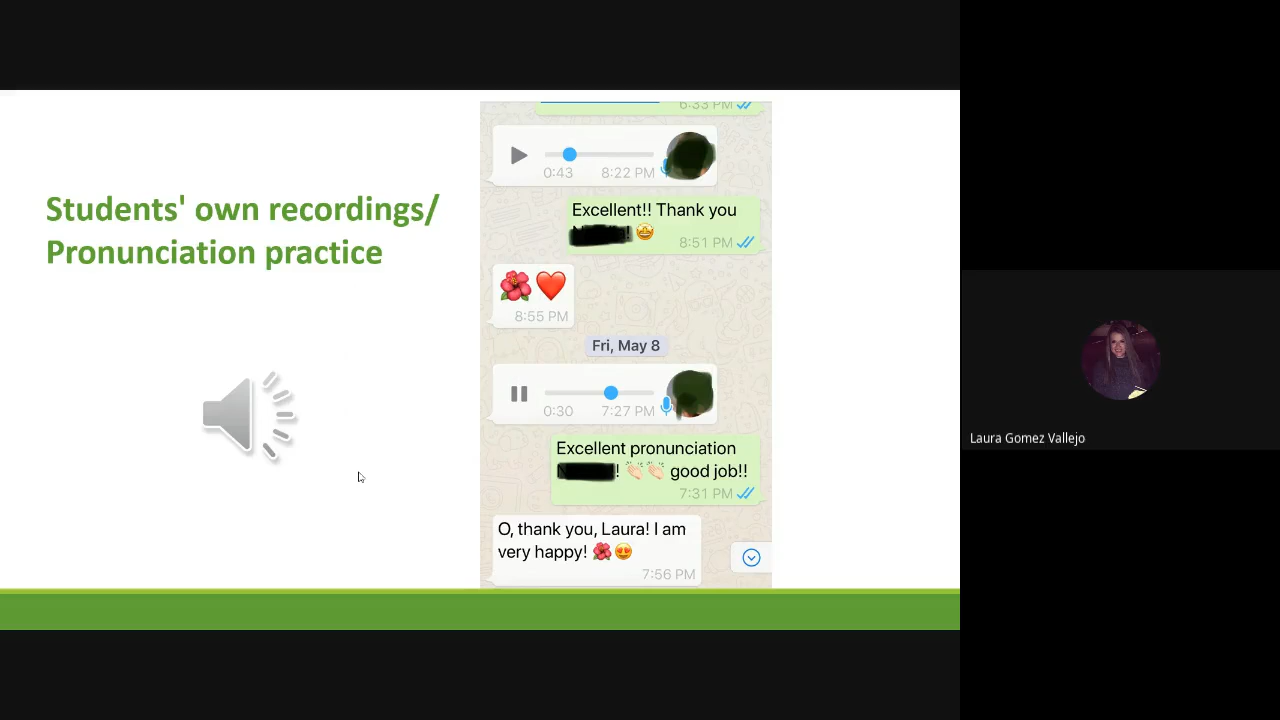 Students' own recordings/
Pronunciation practice
6:33 PM
0:43 8:22 PM
Excellent!! Thank you
8:51 PM
8:55 PM
Fri, May 8
0:30 7:27 PM
Excellent pronunciation
! 👏🏻👏🏻 good job!!
7:31 PM
O, thank you, Laura! I am
very happy! 🌺😍
7:56 PM
Laura Gomez Vallejo